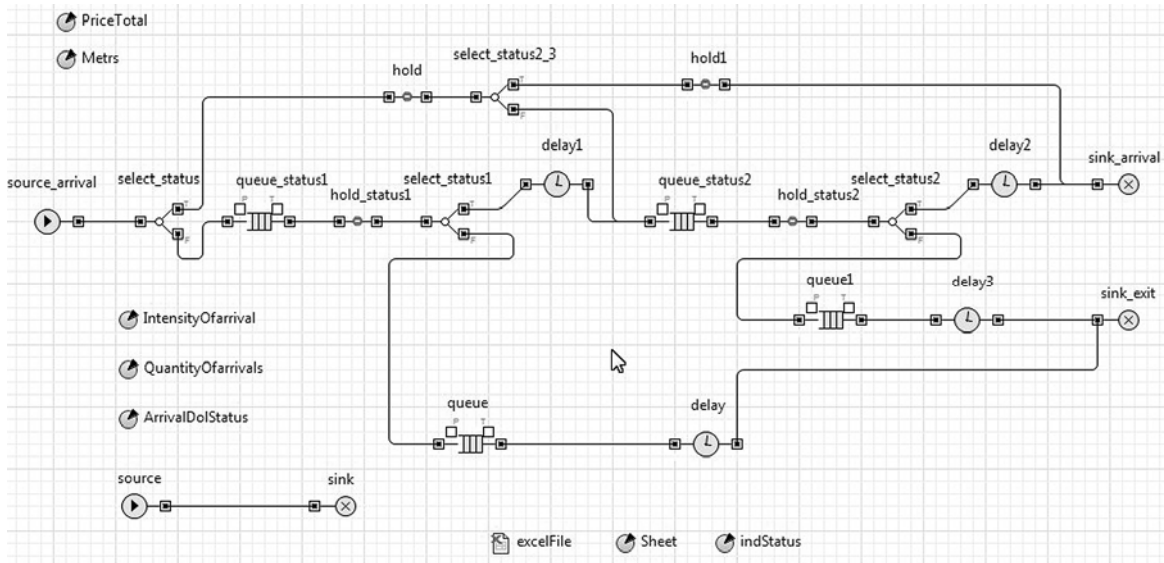 PriceTotal
Metrs
hold
select_status2_3
hold1
T
F
source_arrival
select_status
queue_status1
hold_status1
select_status1
delay1
queue_status2
hold_status2
select_status2
delay2
sink_arrival
T
F
P
T
T
F
P
T
T
F
queue1
delay3
sink_exit
P
T
IntensityOfarrival
QuantityOfarrivals
ArrivalDolStatus
queue
delay
P
T
source
sink
excelFile
Sheet
indStatus